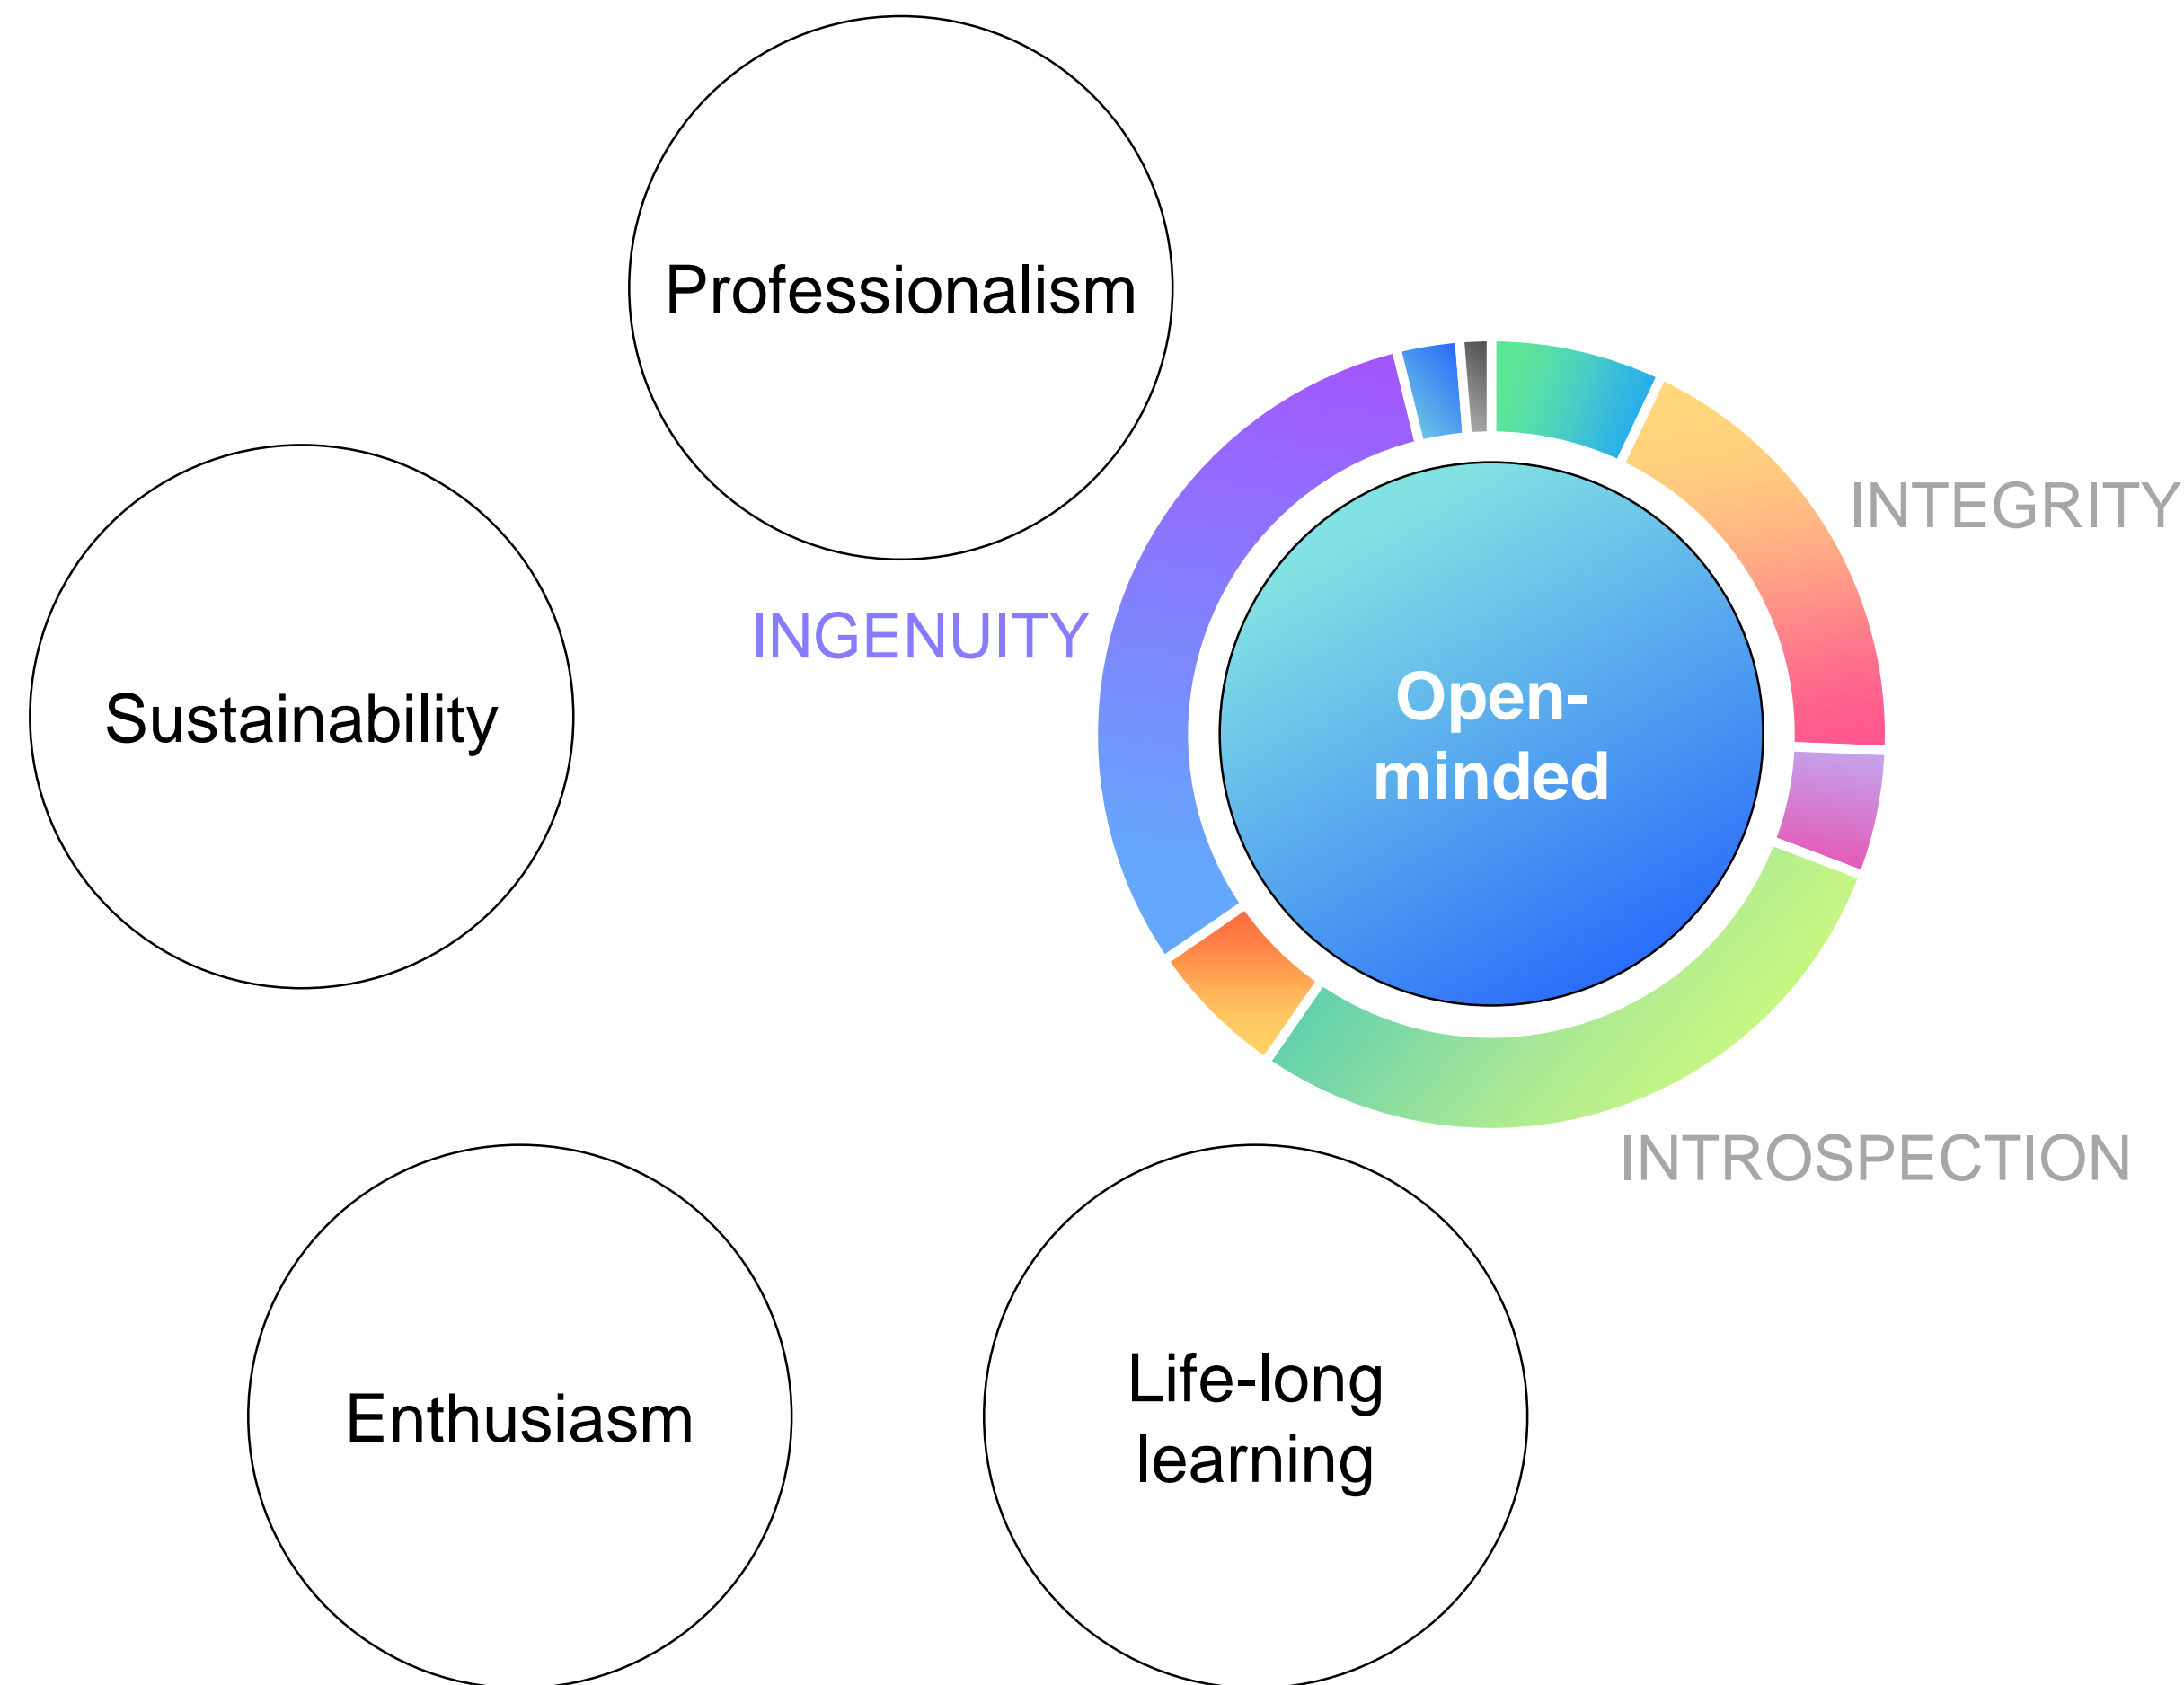 Professionalism
INTEGRITY
INGENUITY
Open-
minded
Sustainability
INTROSPECTION
Enthusiasm
Life-long
learning